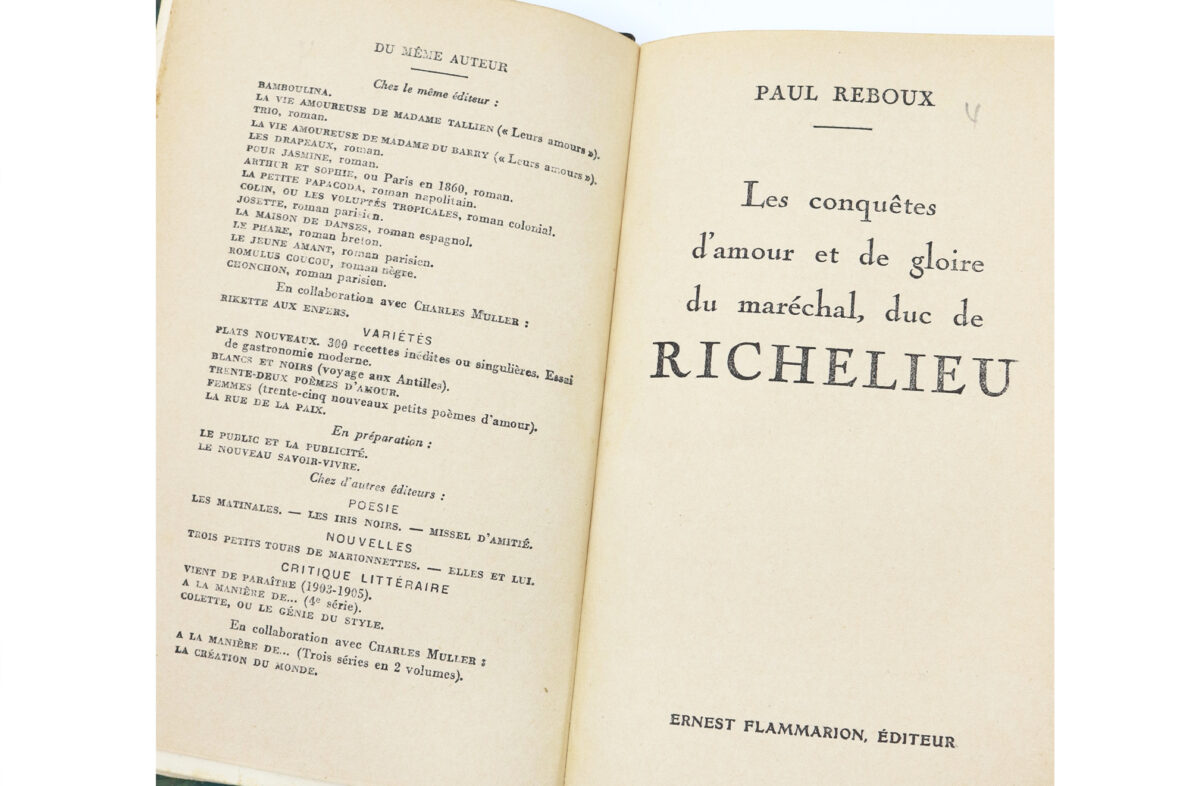 DU MÊME AUTEUR
Chez le même éditeur :
BAMBOULINA.
LA VIE AMOUREUSE DE MADAME TALLIEN (« Leurs amours »).
TRIO, roman.
LA VIE AMOUREUSE DE MADAME DU BARRY (« Leurs amours »).
LES DRAPEAUX, roman.
POUR JASMINE, roman.
ARTHUR ET SOPHIE, ou Paris en 1860, roman.
LA PETITE PAPACODA, roman napolitain.
COLIN, OU LES VOLUPTÉS TROPICALES, roman colonial.
JOSETTE, roman parisien.
LA MAISON DE DANSES, roman espagnol.
LE PHARE, roman breton.
LE JEUNE AMANT, roman parisien.
ROMULUS COUCOU, roman nègre.
CHONCHON, roman parisien.
En collaboration avec CHARLES MULLER :
RIKETTE AUX ENFERS.
VARIÉTÉS
PLATS NOUVEAUX. 300 recettes inédites ou singulières. Essai
de gastronomie moderne.
BLANCS ET NOIRS (voyage aux Antilles).
TRENTE-DEUX POÈMES D'AMOUR.
FEMMES (trente-cinq nouveaux petits poèmes d'amour).
LA RUE DE LA PAIX.
En préparation :
LE PUBLIC ET LA PUBLICITÉ.
LE NOUVEAU SAVOIR-VIVRE.
Chez d'autres éditeurs :
POESIE
LES MATINALES. — LES IRIS NOIRS. — MISSEL D'AMITIÉ.
NOUVELLES
TROIS PETITS TOURS DE MARIONNETTES. — ELLES ET LUI.
CRITIQUE LITTÉRAIRE
VIENT DE PARAÎTRE (1903-1905).
A LA MANIÈRE DE... (4e série).
COLETTE, OU LE GÉNIE DU STYLE.
En collaboration avec CHARLES MULLER :
A LA MANIÈRE DE... (Trois séries en 2 volumes).
LA CRÉATION DU MONDE.
PAUL REBOUX
Les conquêtes
d'amour et de gloire
du maréchal, duc de
RICHELIEU
ERNEST FLAMMARION, ÉDITEUR